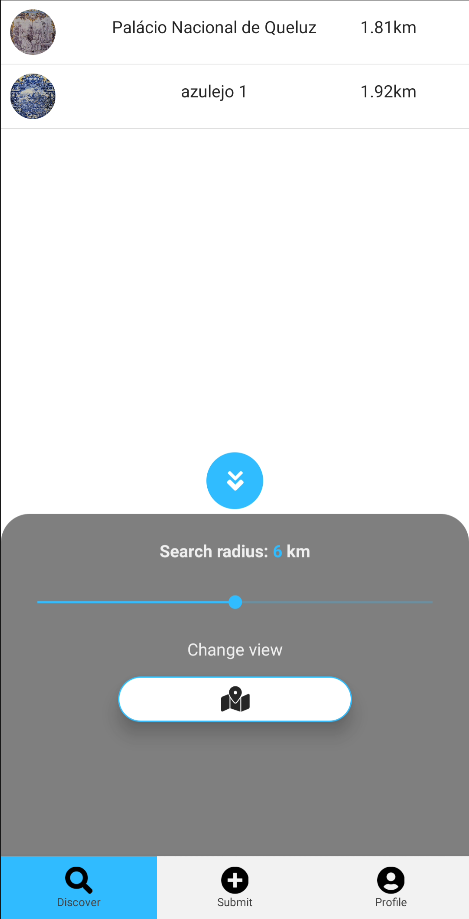 Palácio Nacional de Queluz 1.81km
azulejo 1 1.92km
Search radius: 6 km
Change view
Discover Submit Profile